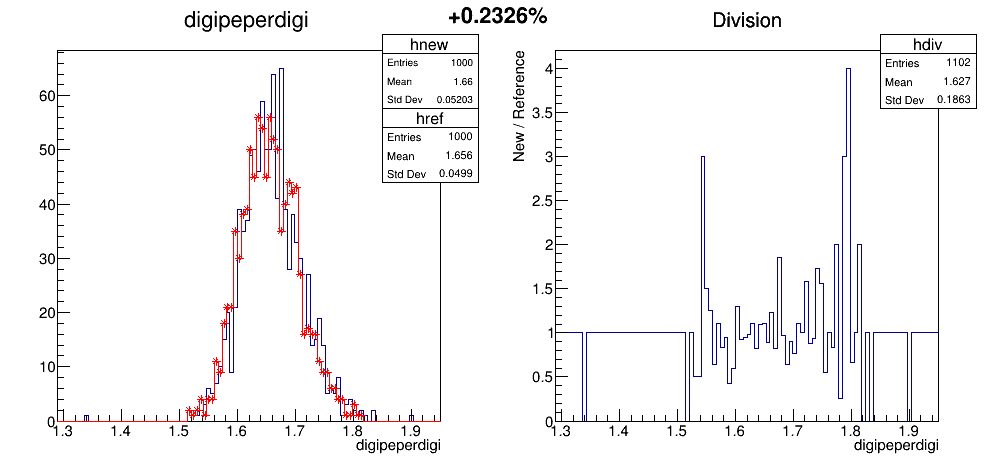 digipeperdigi
+0.2326%
Division
hnew
Entries 1000
Mean 1.66
Std Dev 0.05203
href
Entries 1000
Mean 1.656
Std Dev 0.0499
60
50
40
30
20
10
0
1.3 1.4 1.5 1.6 1.7 1.8 1.9
digipeperdigi
hdiv
Entries 1102
Mean 1.627
Std Dev 0.1863
New / Reference
4
3.5
3
2.5
2
1.5
1
0.5
0
1.3 1.4 1.5 1.6 1.7 1.8 1.9
digipeperdigi